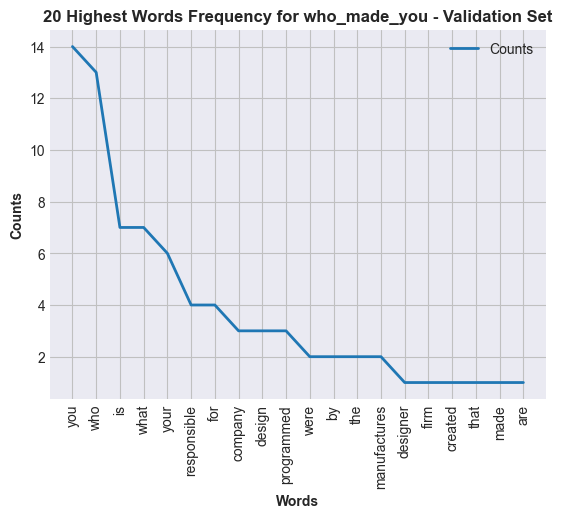 20 Highest Words Frequency for who_made_you - Validation Set
Counts
14
12
10
8
6
4
2
Counts
you
who
is
what
your
responsible
for
company
design
programmed
were
by
the
manufactures
designer
firm
created
that
made
are
Words